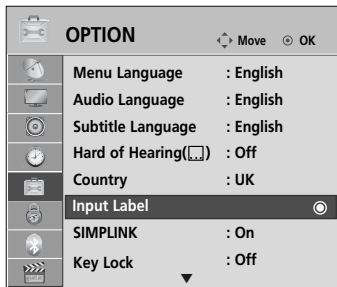 OPTION Move OK
Menu Language : English
Audio Language : English
Subtitle Language : English
Hard of Hearing( ) : Off
Country : UK
Input Label
SIMPLINK : On
Key Lock : Off